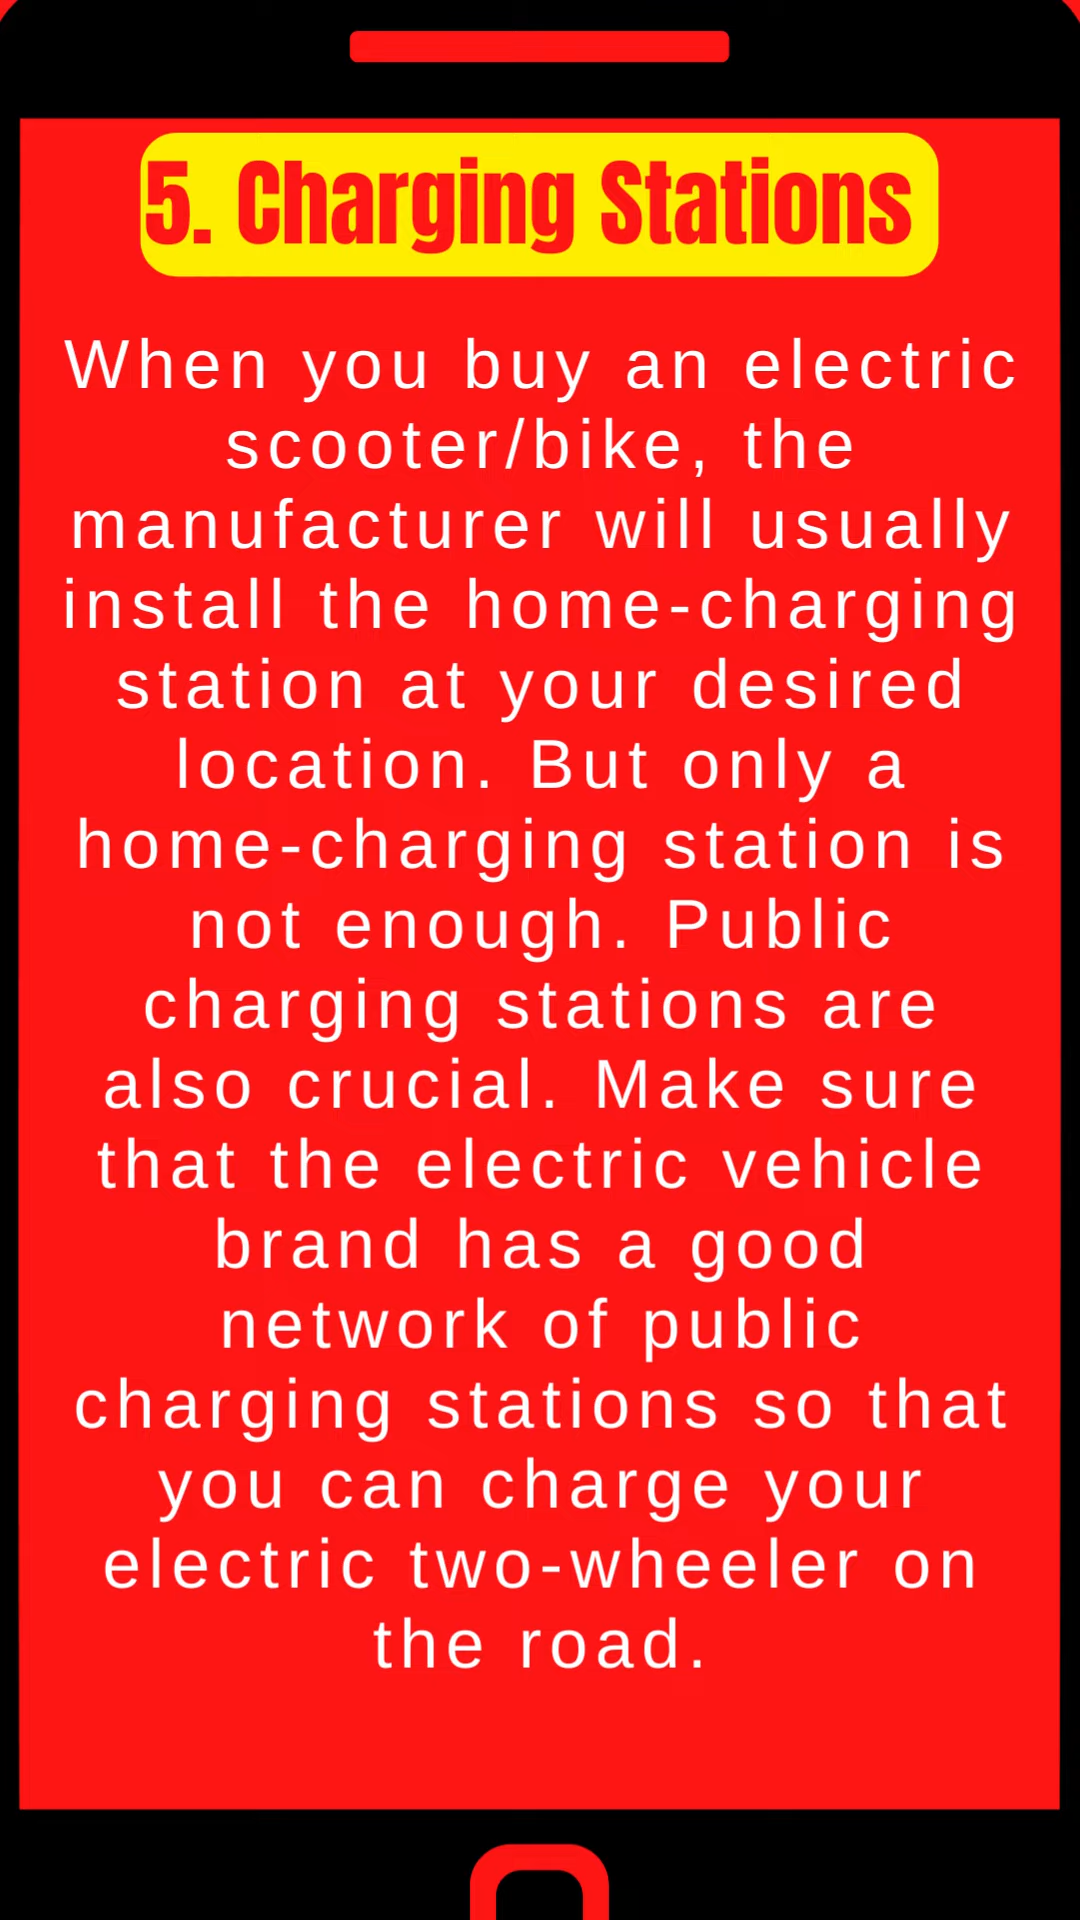 5. Charging Stations
When you buy an electric
scooter/bike, the
manufacturer will usually
install the home-charging
station at your desired
location. But only a
home-charging station is
not enough. Public
charging stations are
also crucial. Make sure
that the electric vehicle
brand has a good
network of public
charging stations so that
you can charge your
electric two-wheeler on
the road.